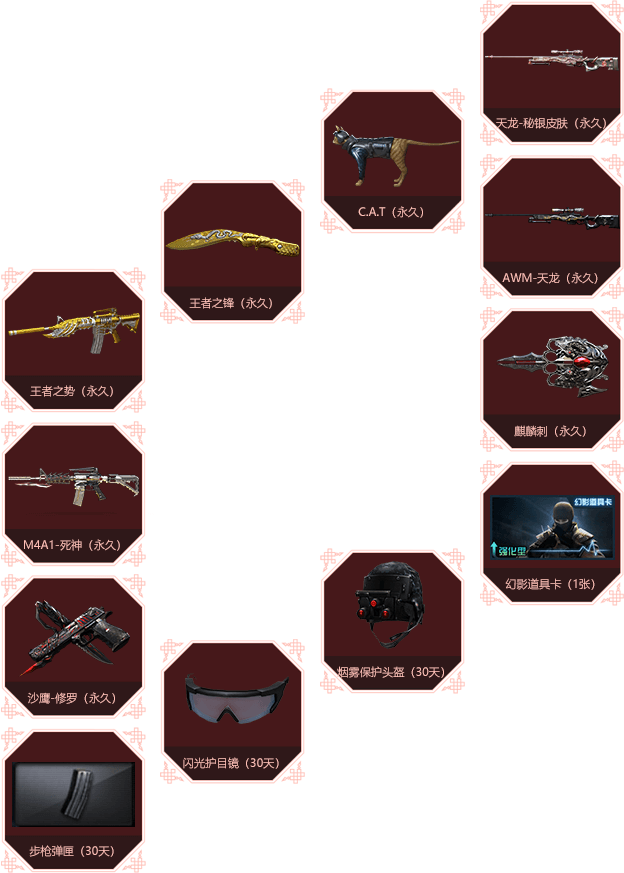 天龙-秘银皮肤（永久）
C.A.T（永久）
AWM-天龙（永久）
王者之锋（永久）
王者之势（永久）
麒麟刺（永久）
M4A1-死神（永久）
幻影道具卡
强化型
幻影道具卡（1张）
烟雾保护头盔（30天）
沙鹰-修罗（永久）
闪光护目镜（30天）
步枪弹匣（30天）